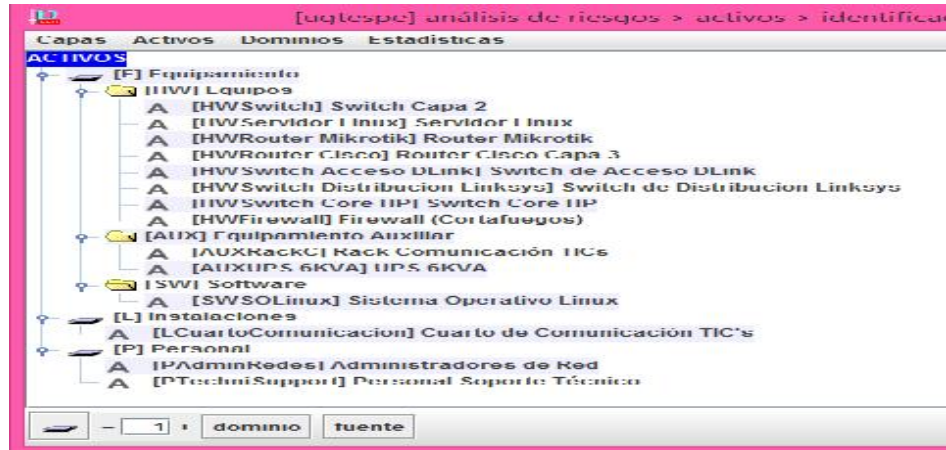 [ugtespe] análisis de riesgos > activos > identifica
Capas Activos Dominios Estadísticas
ACTIVOS
[E] Equipamiento
[HW] Equipos
[HWSwitch] Switch Capa 2
[HWServidor Linux] Servidor Linux
[HWRouter Mikrotik] Router Mikrotik
[HWRouter Cisco] Router Cisco Capa 3
[HWSwitch Acceso DLink] Switch de Acceso DLink
[HWSwitch Distribucion Linksys] Switch de Distribucion Linksys
[HWSwitch Core HP] Switch Core HP
[HWFirewall] Firewall (Cortafuegos)
[AUX] Equipamiento Auxiliar
[AUXRackC] Rack Comunicación TICs
[AUXUPS 6KVA] UPS 6KVA
[SW] Software
[SWSOLinux] Sistema Operativo Linux
[L] Instalaciones
[LCuartoComunicacion] Cuarto de Comunicación TIC's
[P] Personal
[PAdminRedes] Administradores de Red
[PTechniSupport] Personal Soporte Técnico
- 1 + dominio fuente